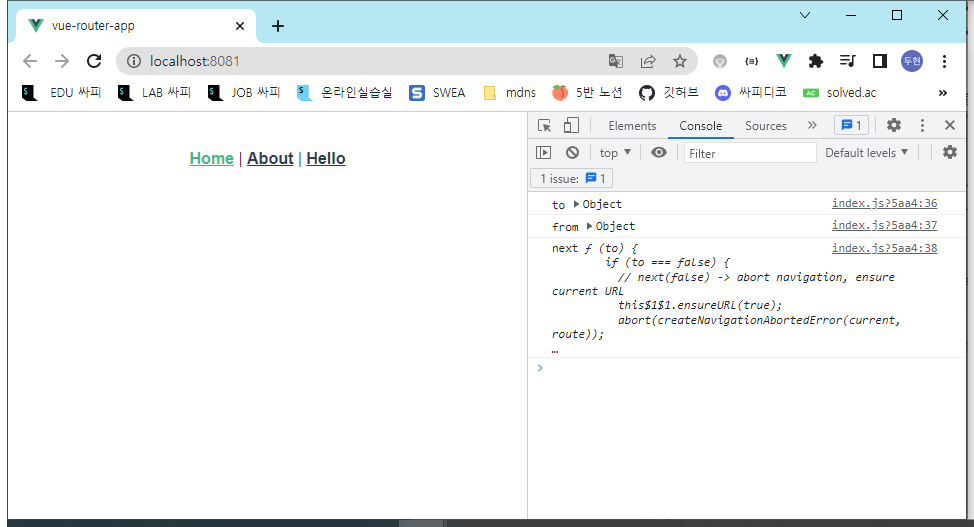 vue-router-app
localhost:8081
두현
EDU 싸피 LAB 싸피 JOB 싸피 온라인실습실 SWEA mdns 5반 노션 깃허브 싸피디코 solved.ac »
Home | About | Hello
Elements Console Sources » 1
top Filter Default levels
1 issue: 1
to Object index.js?5aa4:36
from Object index.js?5aa4:37
next ƒ (to) { index.js?5aa4:38
if (to === false) {
// next(false) -> abort navigation, ensure
current URL
this$1$1.ensureURL(true);
abort(createNavigationAbortedError(current,
route));
…